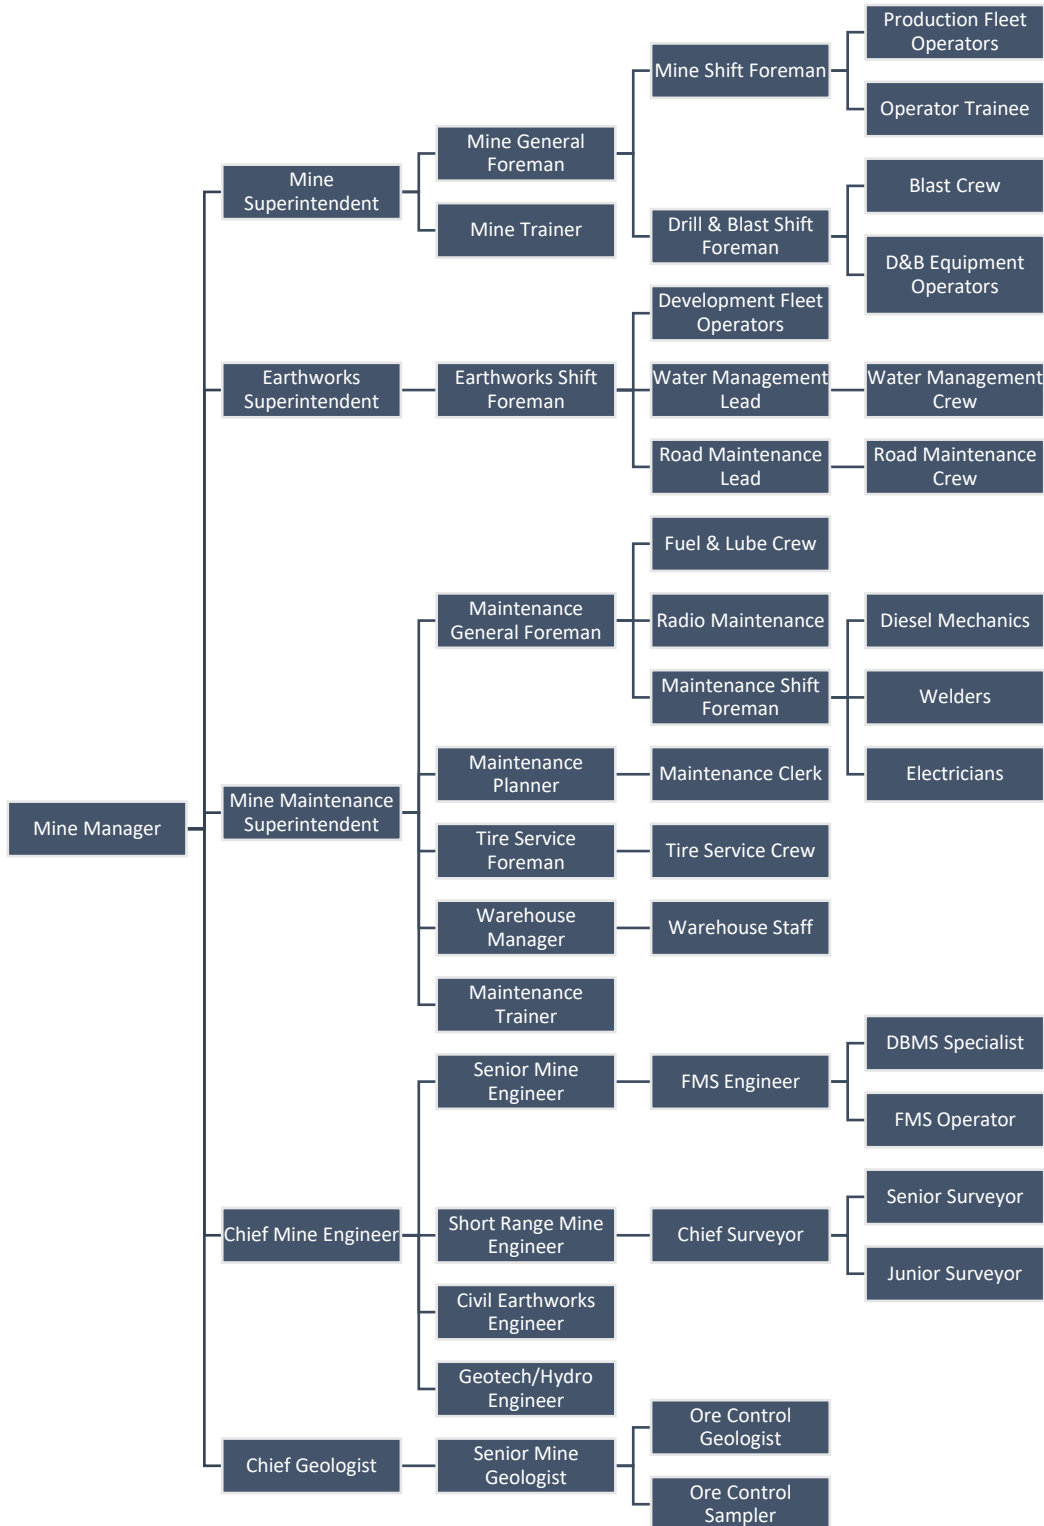 Production Fleet
Operators
Mine Shift Foreman
Operator Trainee
Mine General
Foreman
Mine
Superintendent
Blast Crew
Mine Trainer
Drill & Blast Shift
Foreman
D&B Equipment
Operators
Development Fleet
Operators
Earthworks
Superintendent
Earthworks Shift
Foreman
Water Management
Lead
Water Management
Crew
Road Maintenance
Lead
Road Maintenance
Crew
Fuel & Lube Crew
Maintenance
General Foreman
Radio Maintenance
Diesel Mechanics
Maintenance Shift
Foreman
Welders
Maintenance
Planner
Maintenance Clerk
Electricians
Mine Manager
Mine Maintenance
Superintendent
Tire Service
Foreman
Tire Service Crew
Warehouse
Manager
Warehouse Staff
Maintenance
Trainer
DBMS Specialist
Senior Mine
Engineer
FMS Engineer
FMS Operator
Senior Surveyor
Chief Mine Engineer
Short Range Mine
Engineer
Chief Surveyor
Junior Surveyor
Civil Earthworks
Engineer
Geotech/Hydro
Engineer
Ore Control
Geologist
Chief Geologist
Senior Mine
Geologist
Ore Control
Sampler